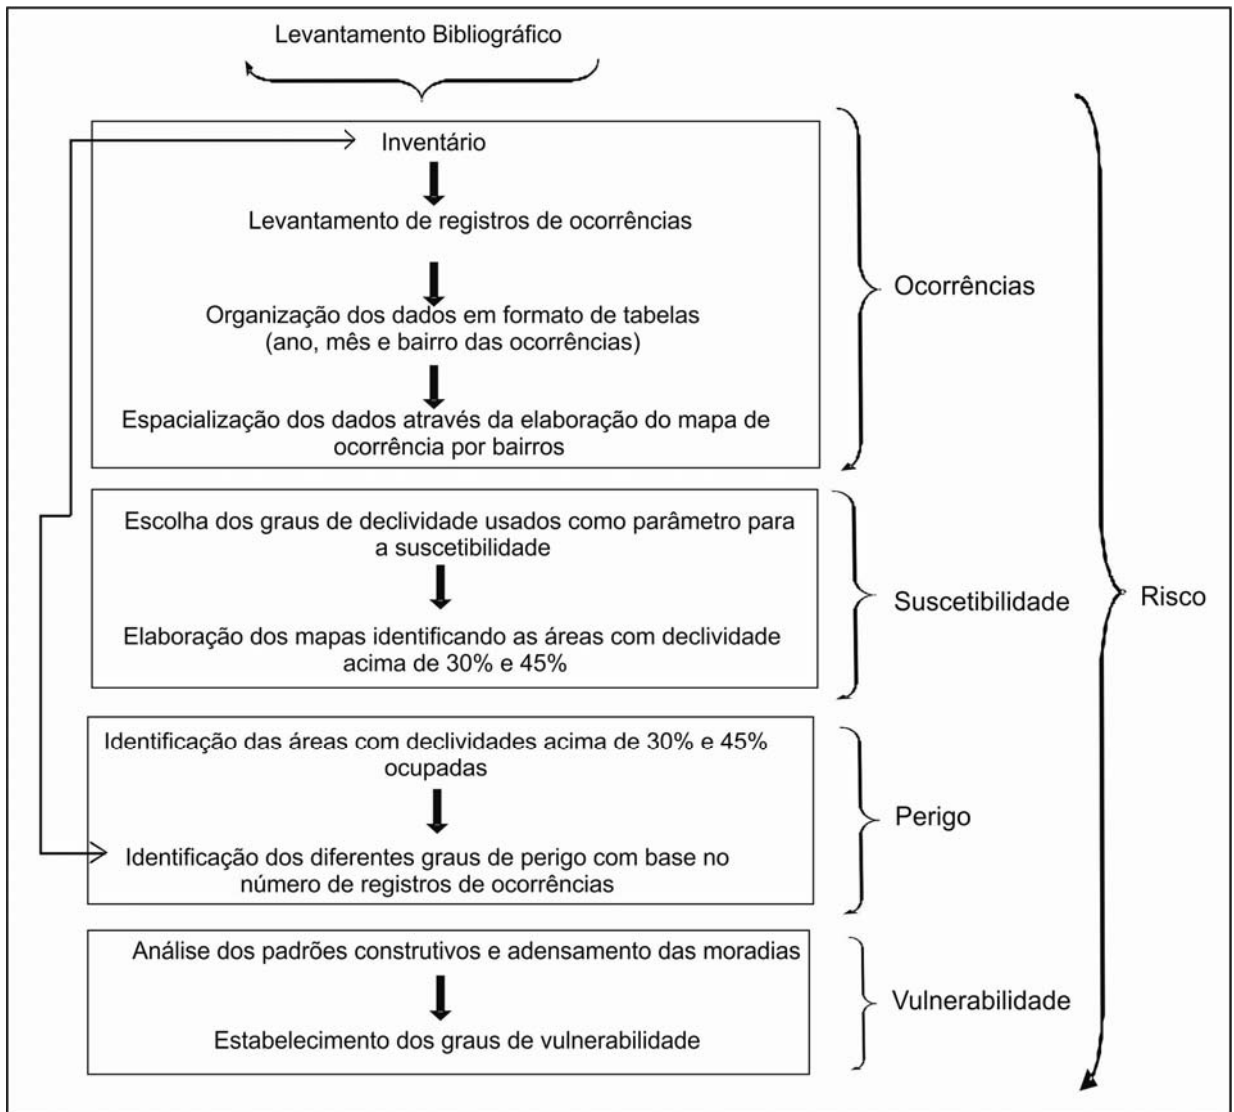 Levantamento Bibliográfico
Inventário
Levantamento de registros de ocorrências
Organização dos dados em formato de tabelas
(ano, mês e bairro das ocorrências)
Espacialização dos dados através da elaboração do mapa de
ocorrência por bairros
Ocorrências
Escolha dos graus de declividade usados como parâmetro para
a suscetibilidade
Elaboração dos mapas identificando as áreas com declividade
acima de 30% e 45%
Suscetibilidade
Risco
Identificação das áreas com declividades acima de 30% e 45%
ocupadas
Identificação dos diferentes graus de perigo com base no
número de registros de ocorrências
Perigo
Análise dos padrões construtivos e adensamento das moradias
Estabelecimento dos graus de vulnerabilidade
Vulnerabilidade